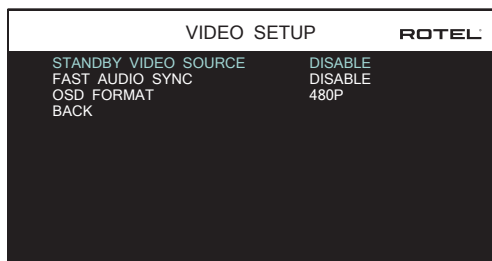 VIDEO SETUP
ROTEL
STANDBY VIDEO SOURCE DISABLE
FAST AUDIO SYNC DISABLE
OSD FORMAT 480P
BACK